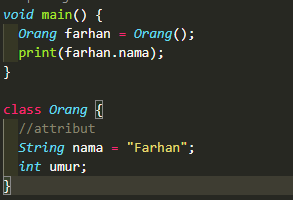 void main() {
  Orang farhan = Orang();
  print(farhan.nama);
}

class Orang {
  //attribut
  String nama = "Farhan";
  int umur;
}